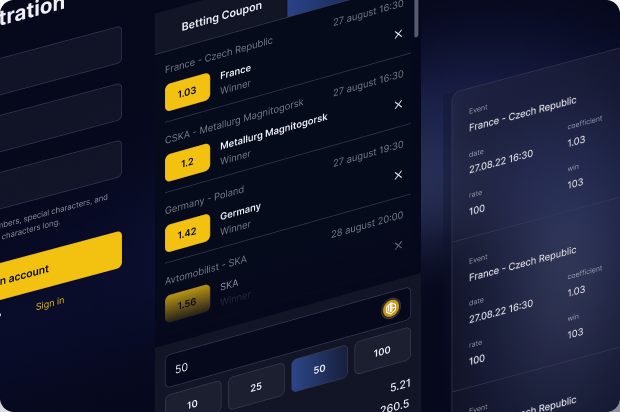 tration
mbers, special characters, and
characters long.
n account
Sign in
Betting Coupon
27 august 16:30
France - Czech Republic
1.03
France
Winner
27 august 16:30
CSKA - Metallurg Magnitogorsk
1.2
Metallurg Magnitogorsk
Winner
27 august 19:30
Germany - Poland
1.42
Germany
Winner
28 august 20:00
Avtomobilist - SKA
1.56
SKA
Winner
50
10
25
50
100
5.21
260.5
Event
France - Czech Republic
date
coefficient
27.08.22 16:30
1.03
rate
win
100
103
Event
France - Czech Republic
date
coefficient
27.08.22 16:30
1.03
rate
win
100
103
Event
France - Czech Republic